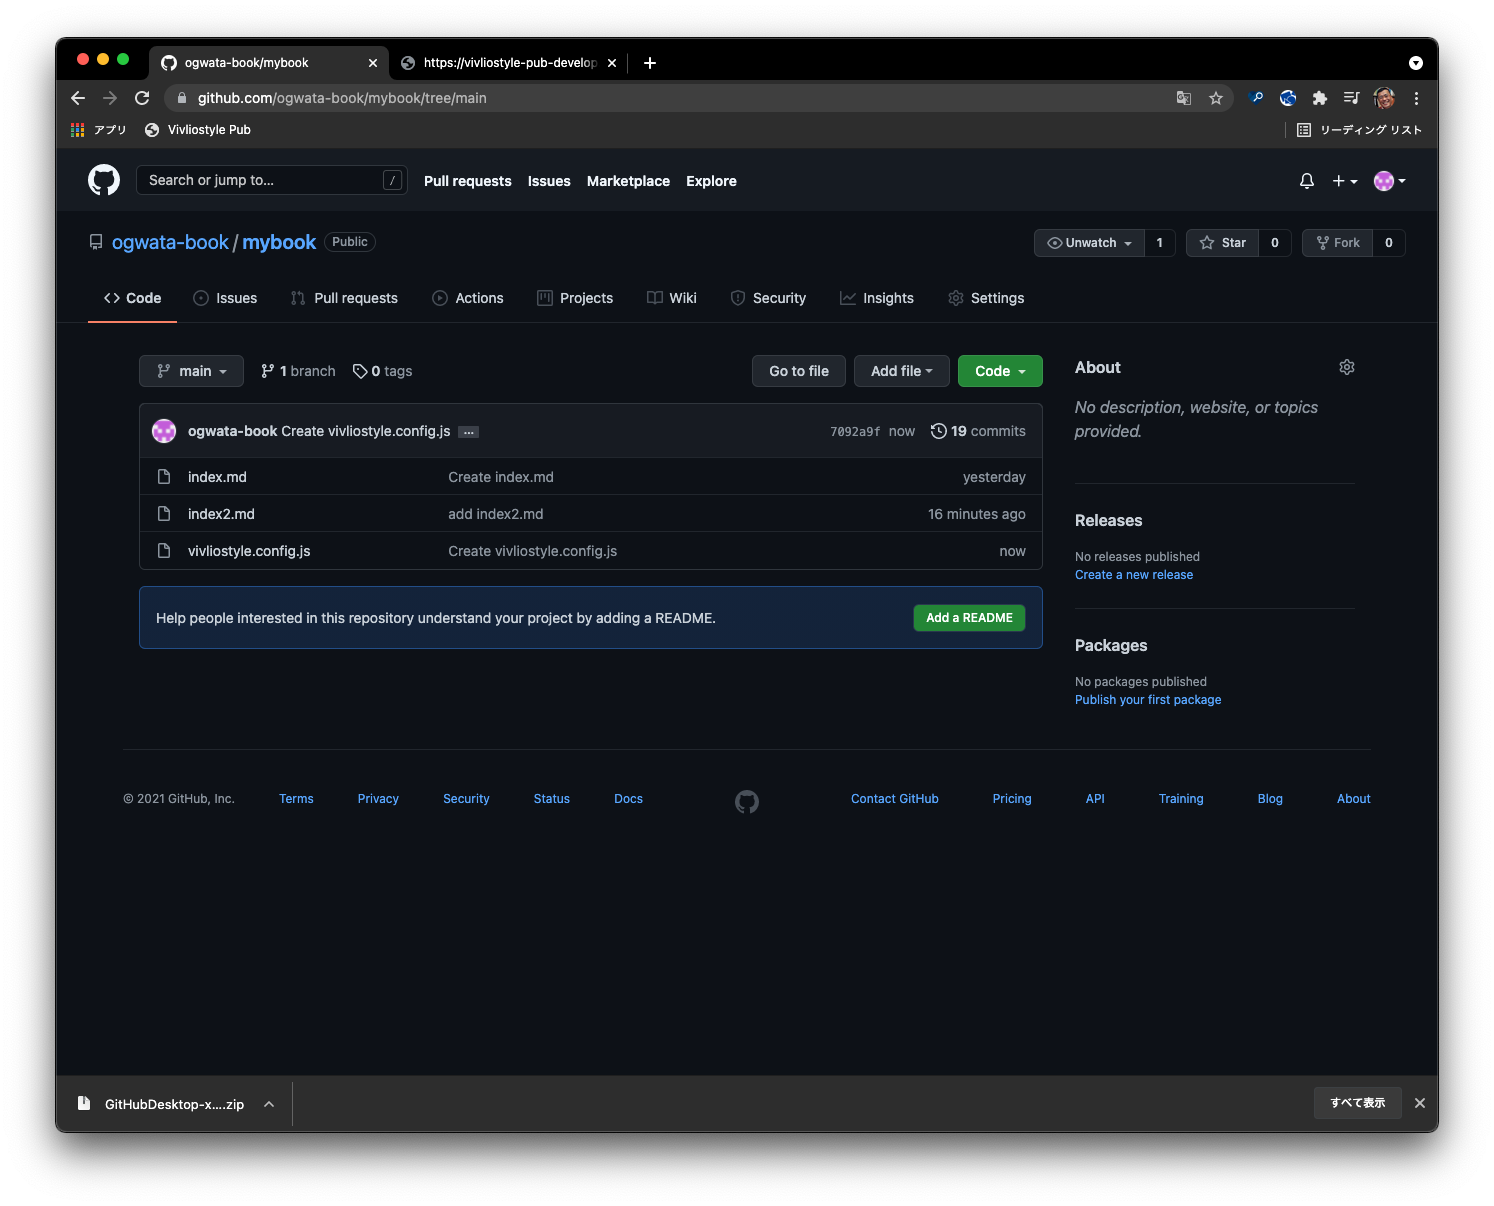 ogwata-book/mybook
https://vivliostyle-pub-develop
github.com/ogwata-book/mybook/tree/main
アプリ Vivliostyle Pub リーディング リスト
Search or jump to... / Pull requests Issues Marketplace Explore
ogwata-book / mybook Public Unwatch 1 Star 0 Fork 0
Code Issues Pull requests Actions Projects Wiki Security Insights Settings
main 1 branch 0 tags Go to file Add file Code
ogwata-book Create vivliostyle.config.js ... 7092a9f now 19 commits
index.md Create index.md yesterday
index2.md add index2.md 16 minutes ago
vivliostyle.config.js Create vivliostyle.config.js now
Help people interested in this repository understand your project by adding a README. Add a README
About
No description, website, or topics
provided.
Releases
No releases published
Create a new release
Packages
No packages published
Publish your first package
© 2021 GitHub, Inc. Terms Privacy Security Status Docs Contact GitHub Pricing API Training Blog About
GitHubDesktop-x....zip すべて表示